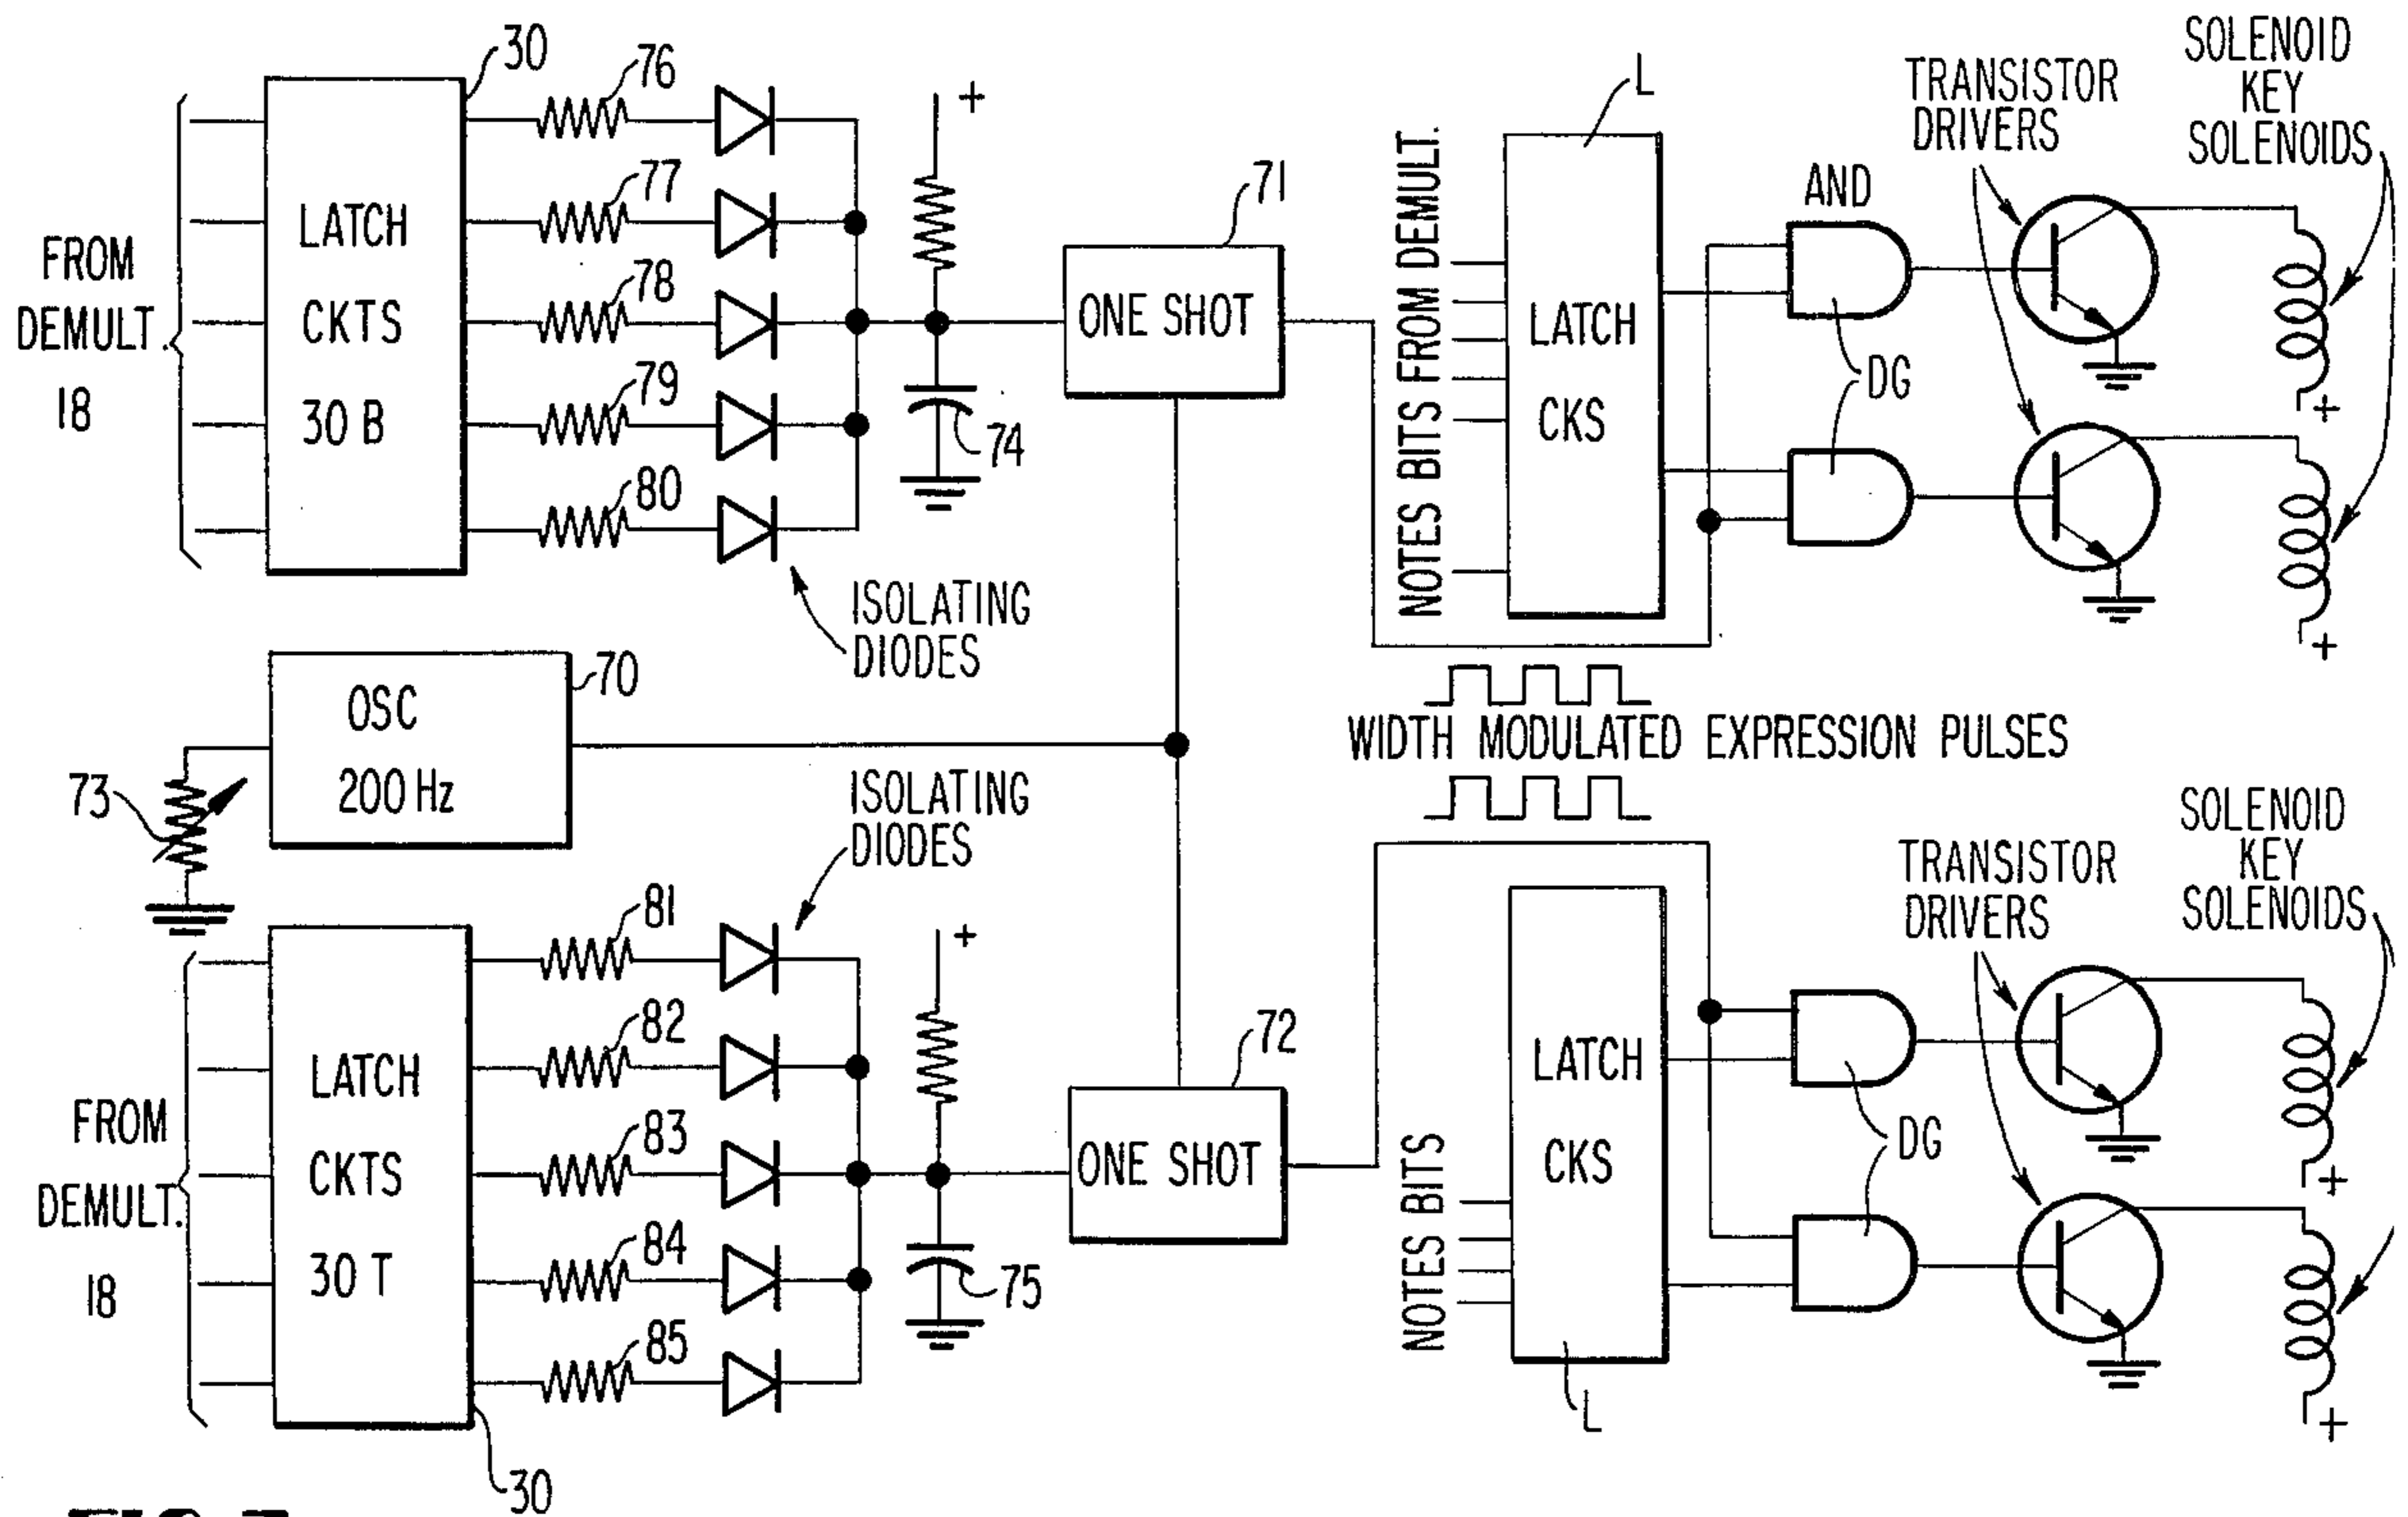 30
76
77
78
79
80
FROM
DEMULT.
18
LATCH
CKTS
30 B
+
74
ISOLATING
DIODES
71
ONE SHOT
L
NOTES BITS FROM DEMULT.
LATCH
CKS
AND
DG
TRANSISTOR
DRIVERS
SOLENOID
KEY
SOLENOIDS
+
+
OSC
200 Hz
70
73
WIDTH MODULATED EXPRESSION PULSES
ISOLATING
DIODES
81
82
83
84
85
FROM
DEMULT.
18
LATCH
CKTS
30 T
30
+
75
72
ONE SHOT
NOTES BITS
LATCH
CKS
L
DG
TRANSISTOR
DRIVERS
SOLENOID
KEY
SOLENOIDS
+
+